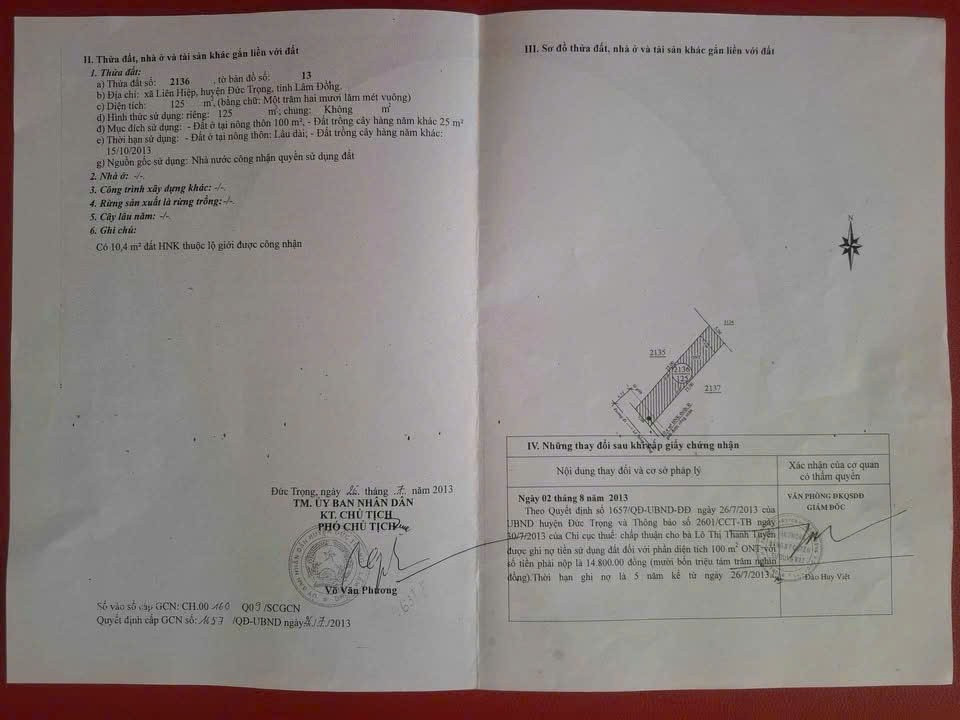 II. Thửa đất, nhà ở và tài sản khác gắn liền với đất
1. Thửa đất:
a) Thửa đất số: 2136 , tờ bản đồ số: 13
b) Địa chỉ: xã Liên Hiệp, huyện Đức Trọng, tỉnh Lâm Đồng.
c) Diện tích: 125 m², (bằng chữ: Một trăm hai mươi lăm mét vuông)
d) Hình thức sử dụng: riêng: 125 m²; chung: Không m²
đ) Mục đích sử dụng: - Đất ở tại nông thôn 100 m², - Đất trồng cây hàng năm khác 25 m²
e) Thời hạn sử dụng: - Đất ở tại nông thôn: Lâu dài; - Đất trồng cây hàng năm khác:
15/10/2013
g) Nguồn gốc sử dụng: Nhà nước công nhận quyền sử dụng đất
2. Nhà ở: -/-.
3. Công trình xây dựng khác: -/-.
4. Rừng sản xuất là rừng trồng: -/-.
5. Cây lâu năm: -/-.
6. Ghi chú:
Có 10,4 m² đất HNK thuộc lộ giới được công nhận
Đức Trọng, ngày 26 tháng 7 năm 2013
TM. ỦY BAN NHÂN DÂN
KT. CHỦ TỊCH
PHÓ CHỦ TỊCH
Võ Văn Phương
Số vào sổ cấp GCN: CH.00160 Q09/SCGCN
Quyết định cấp GCN số: 1657 /QĐ-UBND ngày 26/7/2013
III. Sơ đồ thửa đất, nhà ở và tài sản khác gắn liền với đất
N
2135
2136
125
2137
IV. Những thay đổi sau khi cấp giấy chứng nhận
Nội dung thay đổi và cơ sở pháp lý
Xác nhận của cơ quan
có thẩm quyền
Ngày 02 tháng 8 năm 2013
Theo Quyết định số 1657/QĐ-UBND-ĐĐ ngày 26/7/2013 của
UBND huyện Đức Trọng và Thông báo số 2601/CCT-TB ngày
30/7/2013 của Chi cục thuế: chấp thuận cho bà Lô Thị Thanh Tuyền
được ghi nợ tiền sử dụng đất đối với phần diện tích 100 m² ONT với
số tiền phải nộp là 14.800.00 đồng (mười bốn triệu tám trăm nghìn
đồng).Thời hạn ghi nợ là 5 năm kể từ ngày 26/7/2013.
VĂN PHÒNG ĐKQSDĐ
GIÁM ĐỐC
Đào Huy Việt